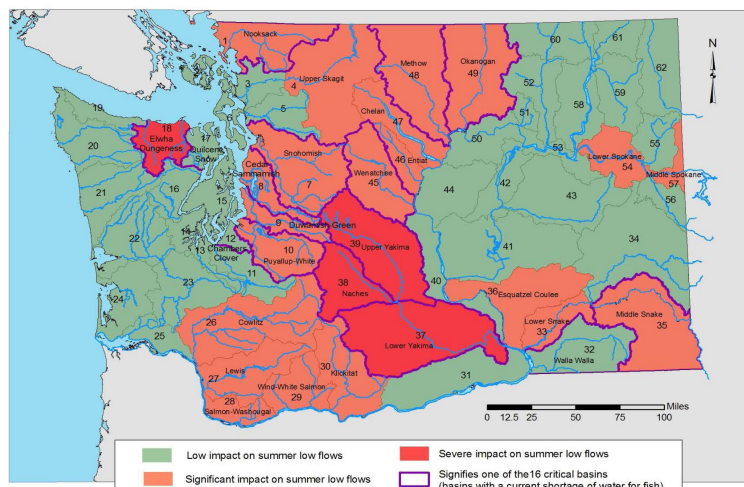 Nooksack
1
Okanogan
49
Methow
48
60
61
62
3
4
Upper Skagit
52
58
59
5
Chelan
47
51
19
18
Elwha
Dungeness
6
17
Quilcene
Snow
50
53
55
20
Snohomish
46
Entiat
Lower Spokane
54
Middle Spokane
57
Cedar
Sammamish
8
7
Wenatchee
45
44
42
43
56
21
16
15
14
13
12
Chambers
Clover
9
Duwamish Green
39
Upper Yakima
34
22
10
Puyallup-White
11
41
40
38
Naches
23
24
36
Esquatzel Coulee
25
26
Cowlitz
37
Lower Yakima
Lower Snake
33
Middle Snake
35
32
Walla Walla
27
Lewis
30
Klickitat
31
Wind-White Salmon
29
28
Salmon-Washougal
N
Miles
0 12.5 25 50 75 100
Low impact on summer low flows
Severe impact on summer low flows
Significant impact on summer low flows
Signifies one of the 16 critical basins
(basins with a current shortage of water for fish)